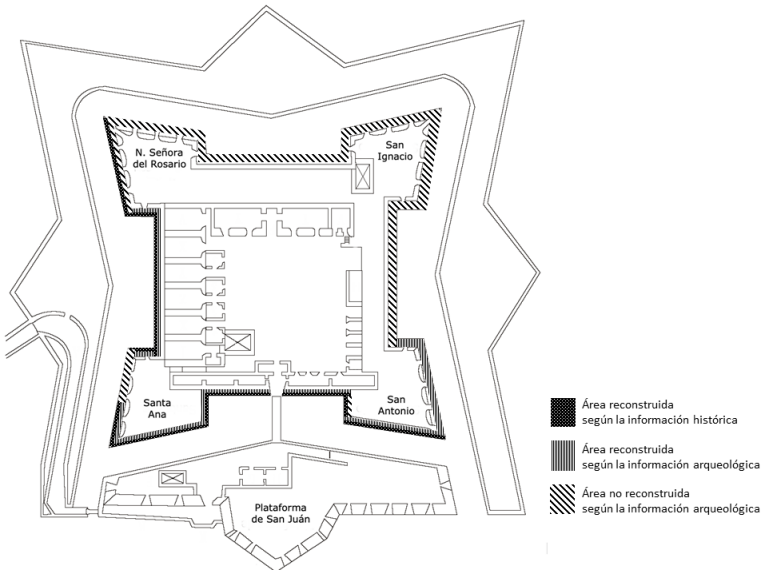 N. Señora
del Rosario
San
Ignacio
Santa
Ana
San
Antonio
Plataforma
de San Juán
Área reconstruida
según la información histórica
Área reconstruida
según la información arqueológica
Área no reconstruida
según la información arqueológica